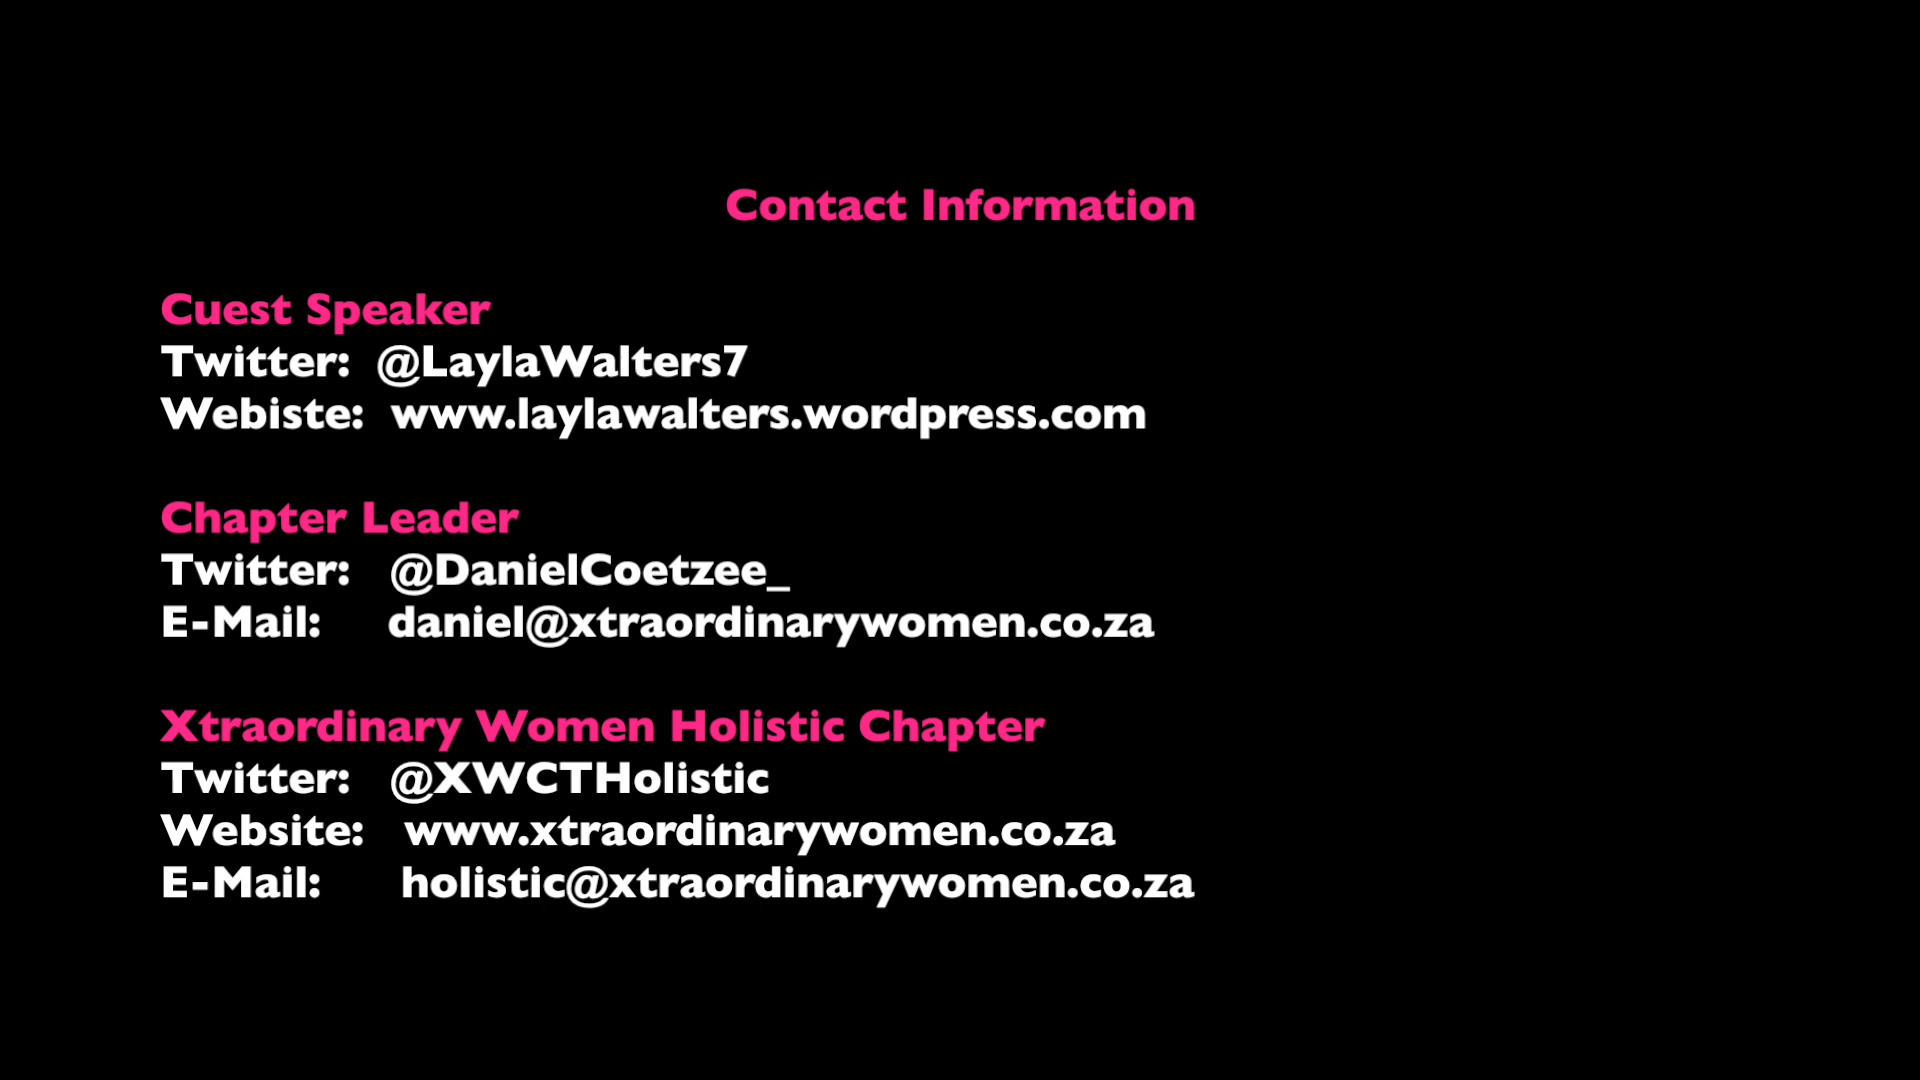 Contact Information
Cuest Speaker
Twitter: @LaylaWalters7
Webiste: www.laylawalters.wordpress.com
Chapter Leader
Twitter: @DanielCoetzee_
E-Mail: daniel@xtraordinarywomen.co.za
Xtraordinary Women Holistic Chapter
Twitter: @XWCTHolistic
Website: www.xtraordinarywomen.co.za
E-Mail: holistic@xtraordinarywomen.co.za